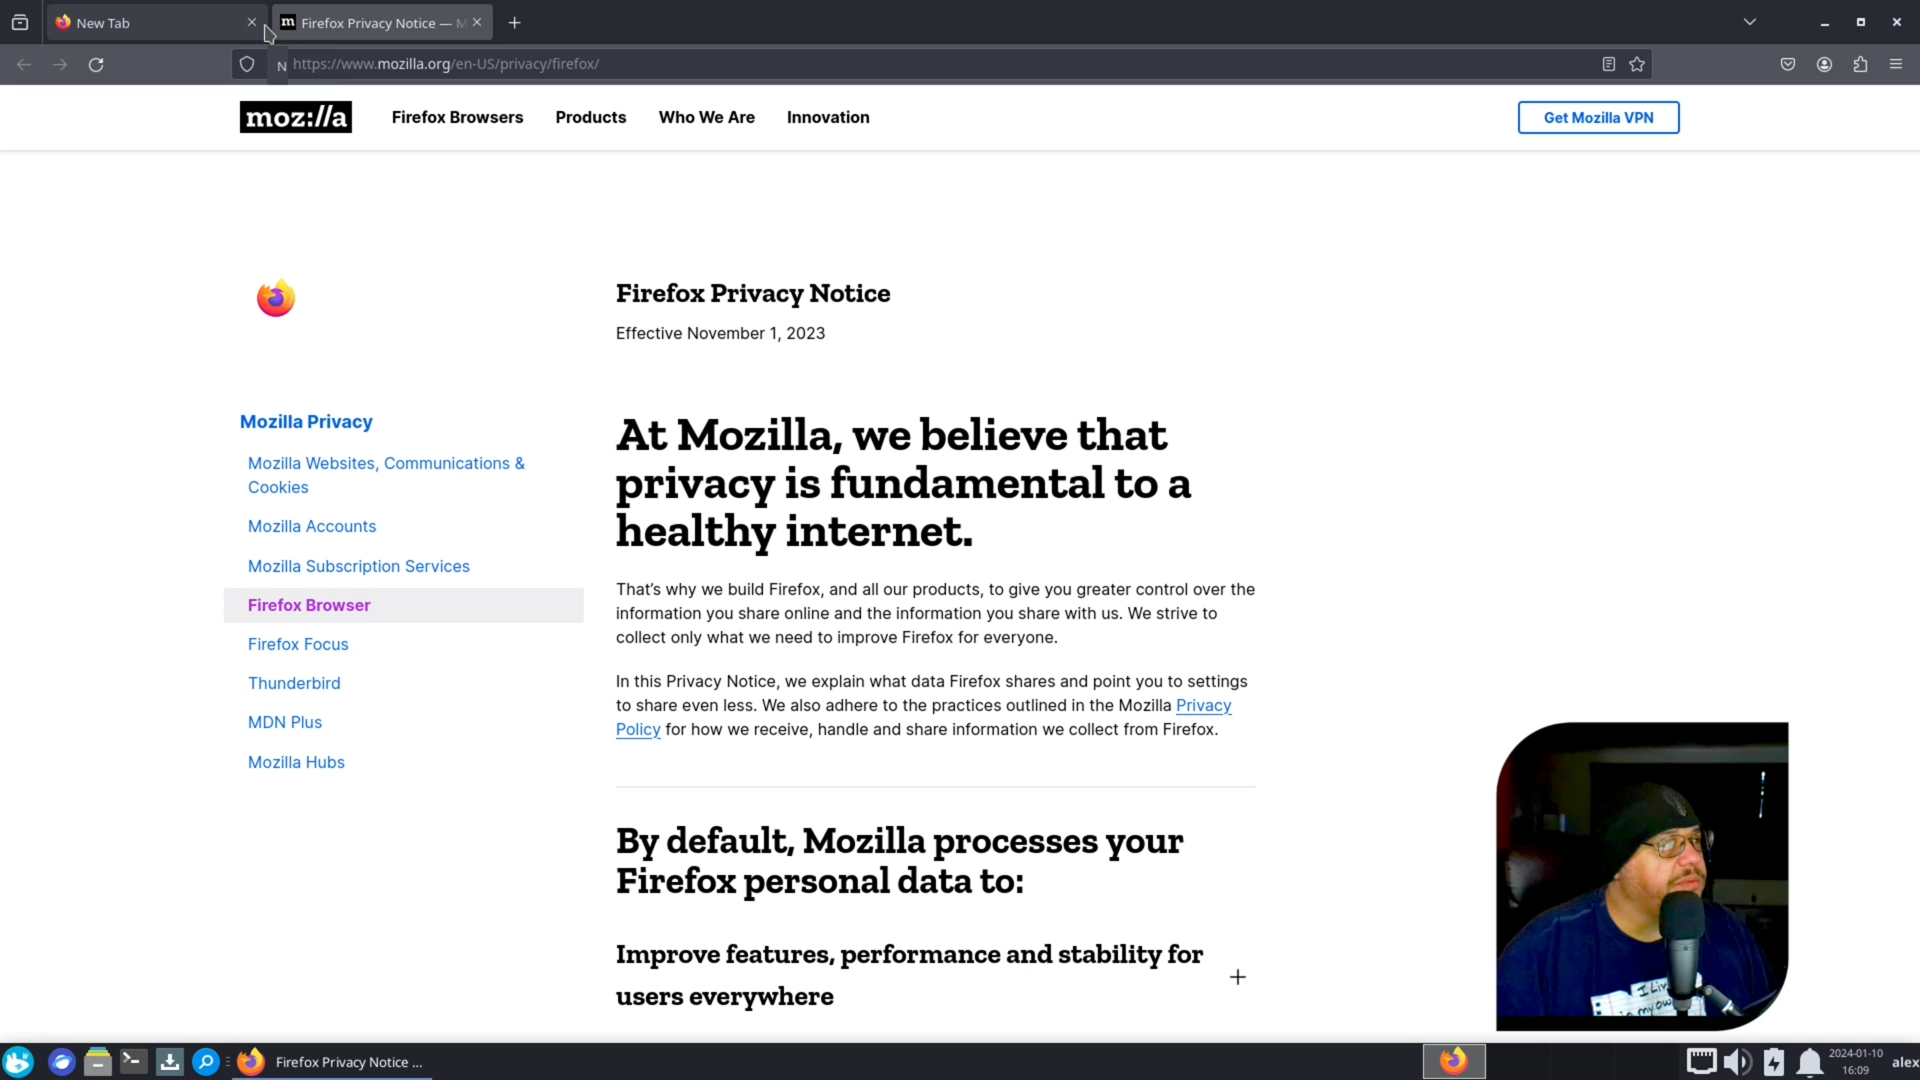 New Tab
Firefox Privacy Notice — M
N https://www.mozilla.org/en-US/privacy/firefox/
moz://a
Firefox Browsers
Products
Who We Are
Innovation
Get Mozilla VPN
Firefox Privacy Notice
Effective November 1, 2023
Mozilla Privacy
Mozilla Websites, Communications &
Cookies
Mozilla Accounts
Mozilla Subscription Services
Firefox Browser
Firefox Focus
Thunderbird
MDN Plus
Mozilla Hubs
At Mozilla, we believe that
privacy is fundamental to a
healthy internet.
That’s why we build Firefox, and all our products, to give you greater control over the
information you share online and the information you share with us. We strive to
collect only what we need to improve Firefox for everyone.
In this Privacy Notice, we explain what data Firefox shares and point you to settings
to share even less. We also adhere to the practices outlined in the Mozilla Privacy
Policy for how we receive, handle and share information we collect from Firefox.
By default, Mozilla processes your
Firefox personal data to:
Improve features, performance and stability for
users everywhere
Firefox Privacy Notice ...
2024-01-10
16:09
alex